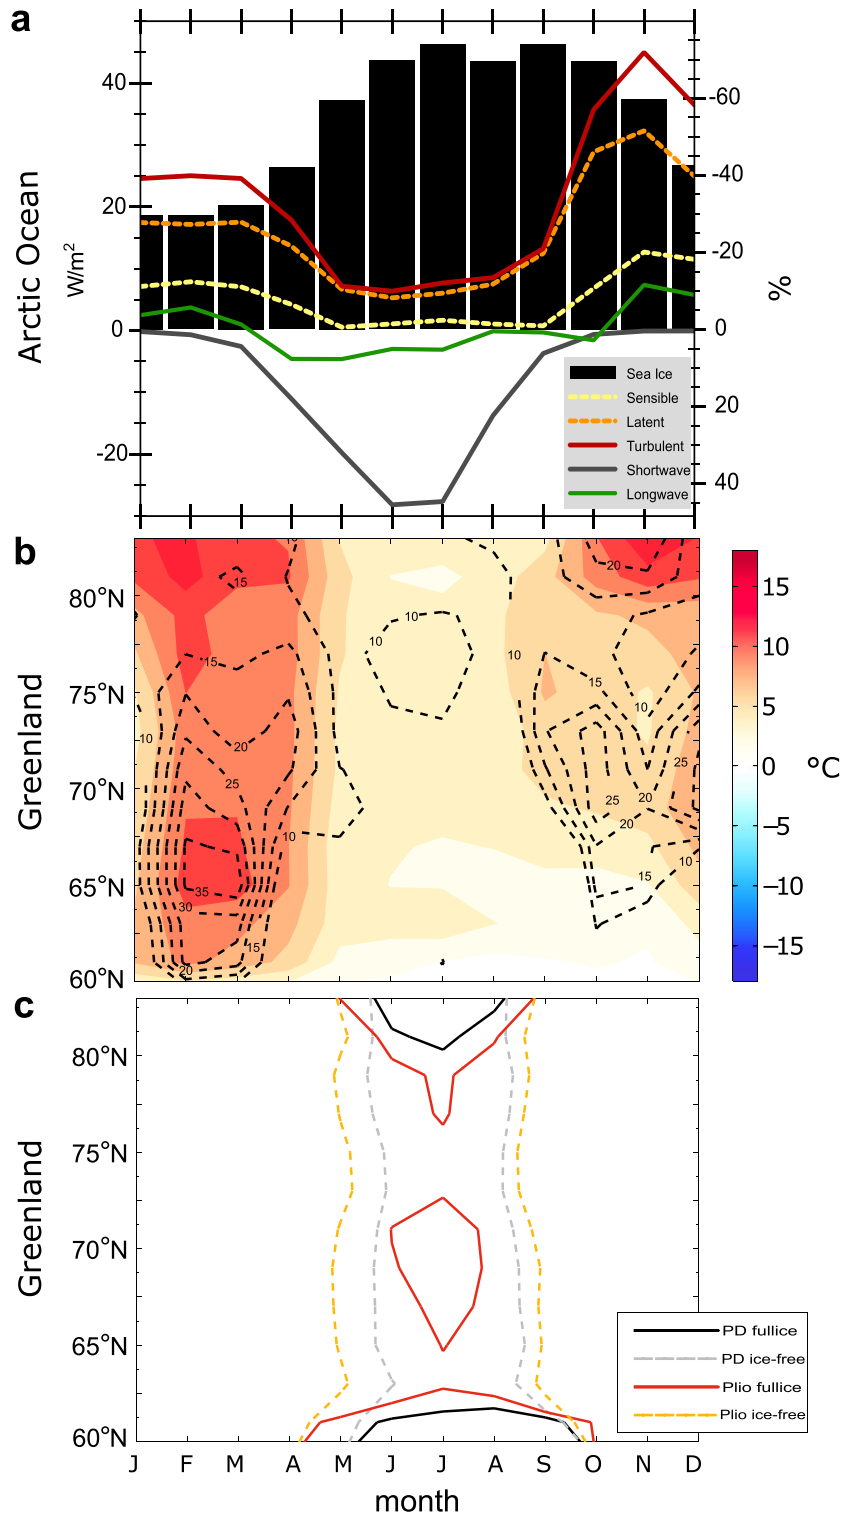 a
Arctic Ocean
W/m2
40
20
0
-20
-60
-40
-20
0
20
40
%
Sea Ice
Sensible
Latent
Turbulent
Shortwave
Longwave
b
Greenland
80°N
75°N
70°N
65°N
60°N
10
15
20
15
10
10
20
10
15
10
15
20
25
25
25
20
20
10
10
35
30
15
15
20
15
10
5
0
−5
−10
−15
°C
c
Greenland
80°N
75°N
70°N
65°N
60°N
PD fullice
PD ice-free
Plio fullice
Plio ice-free
J F M A M J J A S O N D
month